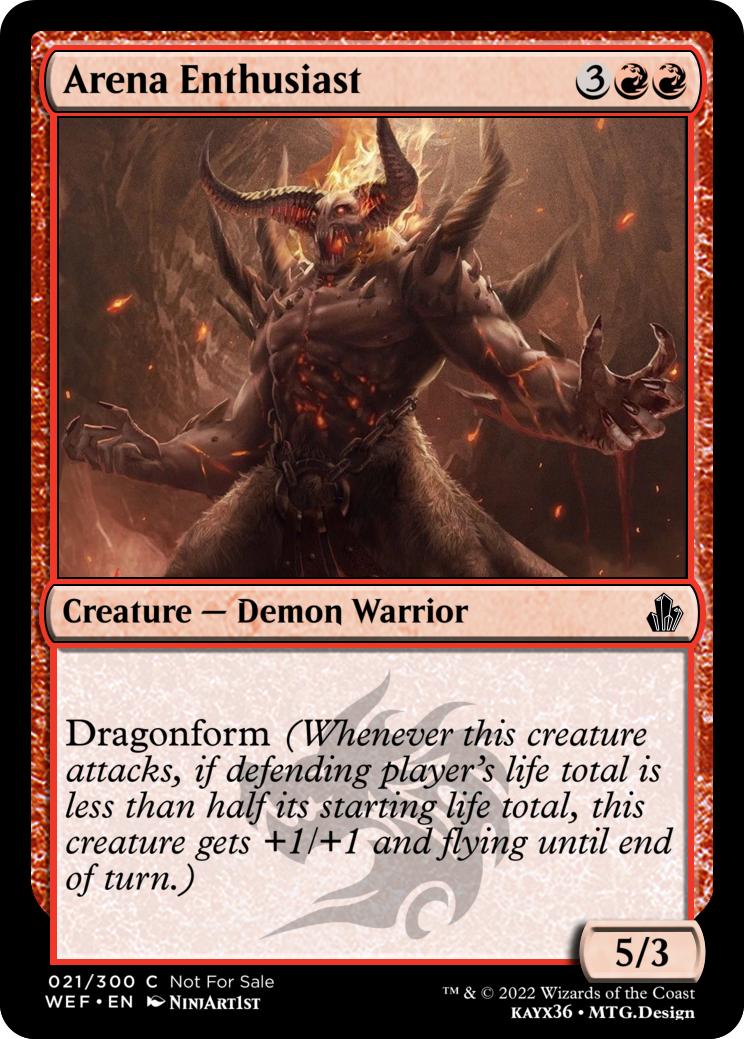 Arena Enthusiast 3
Creature — Demon Warrior
Dragonform (Whenever this creature
attacks, if defending player's life total is
less than half its starting life total, this
creature gets +1/+1 and flying until end
of turn.)
5/3
021/300 C Not For Sale
WEF • EN NinjArt1st
™ & © 2022 Wizards of the Coast
KAYX36 • MTG.Design